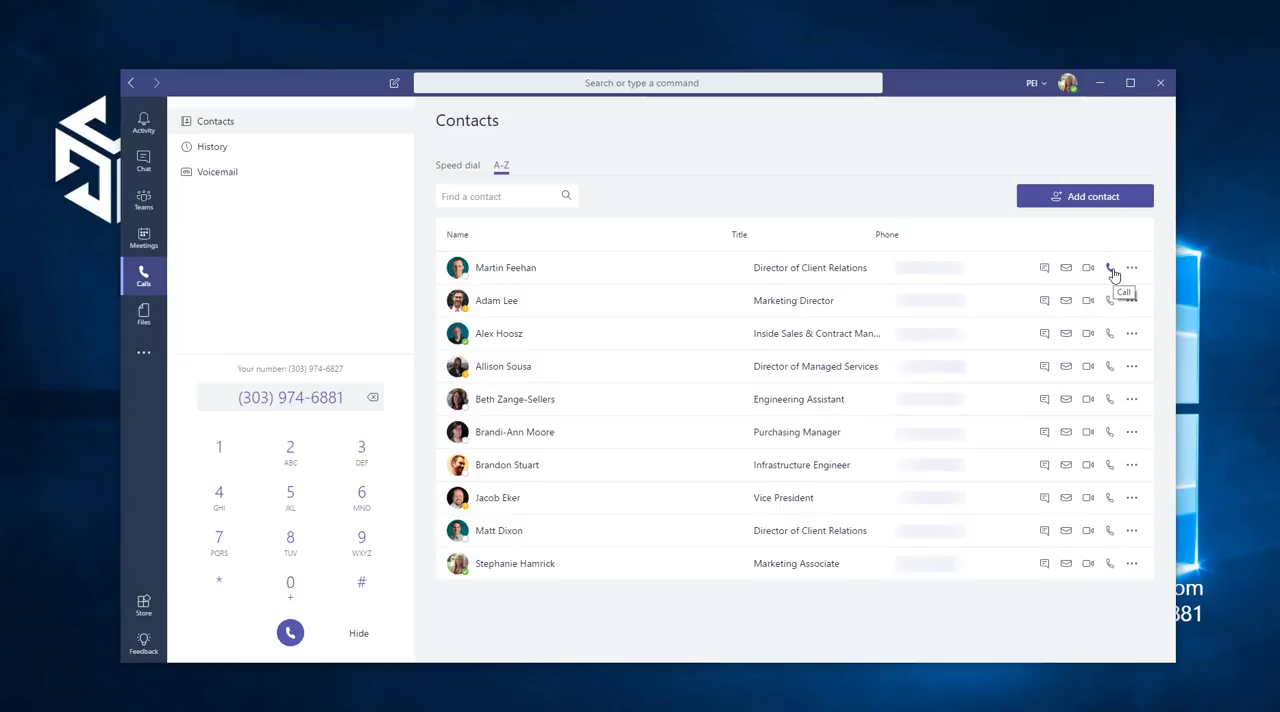 Search or type a command
PEI
Activity
Chat
Teams
Meetings
Calls
Files
Store
Feedback
Contacts
History
Voicemail
Your number: (303) 974-6827
(303) 974-6881
1 2 3
ABC DEF
4 5 6
GHI JKL MNO
7 8 9
PQRS TUV WXYZ
* 0 #
+
Hide
Contacts
Speed dial A-Z
Find a contact
Add contact
Name Title Phone
Martin Feehan Director of Client Relations
Call
Adam Lee Marketing Director
Alex Hoosz Inside Sales & Contract Man...
Allison Sousa Director of Managed Services
Beth Zange-Sellers Engineering Assistant
Brandi-Ann Moore Purchasing Manager
Brandon Stuart Infrastructure Engineer
Jacob Eker Vice President
Matt Dixon Director of Client Relations
Stephanie Hamrick Marketing Associate
om
881